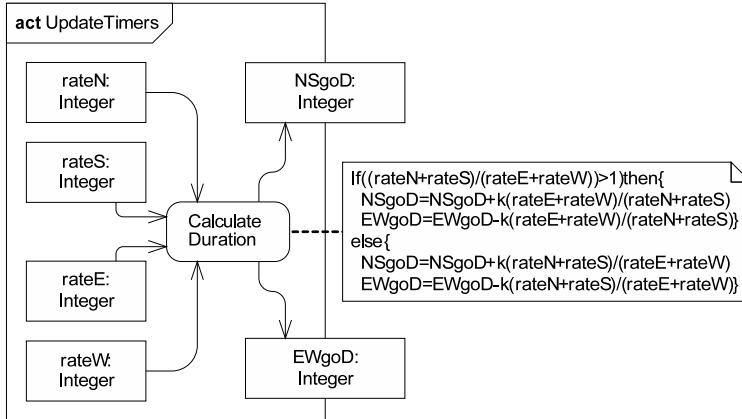 act UpdateTimers
rateN:
Integer
NSgoD:
Integer
rateS:
Integer
If((rateN+rateS)/(rateE+rateW))>1)then{
NSgoD=NSgoD+k(rateE+rateW)/(rateN+rateS)
EWgoD=EWgoD-k(rateE+rateW)/(rateN+rateS)}
else{
NSgoD=NSgoD+k(rateN+rateS)/(rateE+rateW)
EWgoD=EWgoD-k(rateN+rateS)/(rateE+rateW)}
Calculate
Duration
rateE:
Integer
rateW:
Integer
EWgoD:
Integer